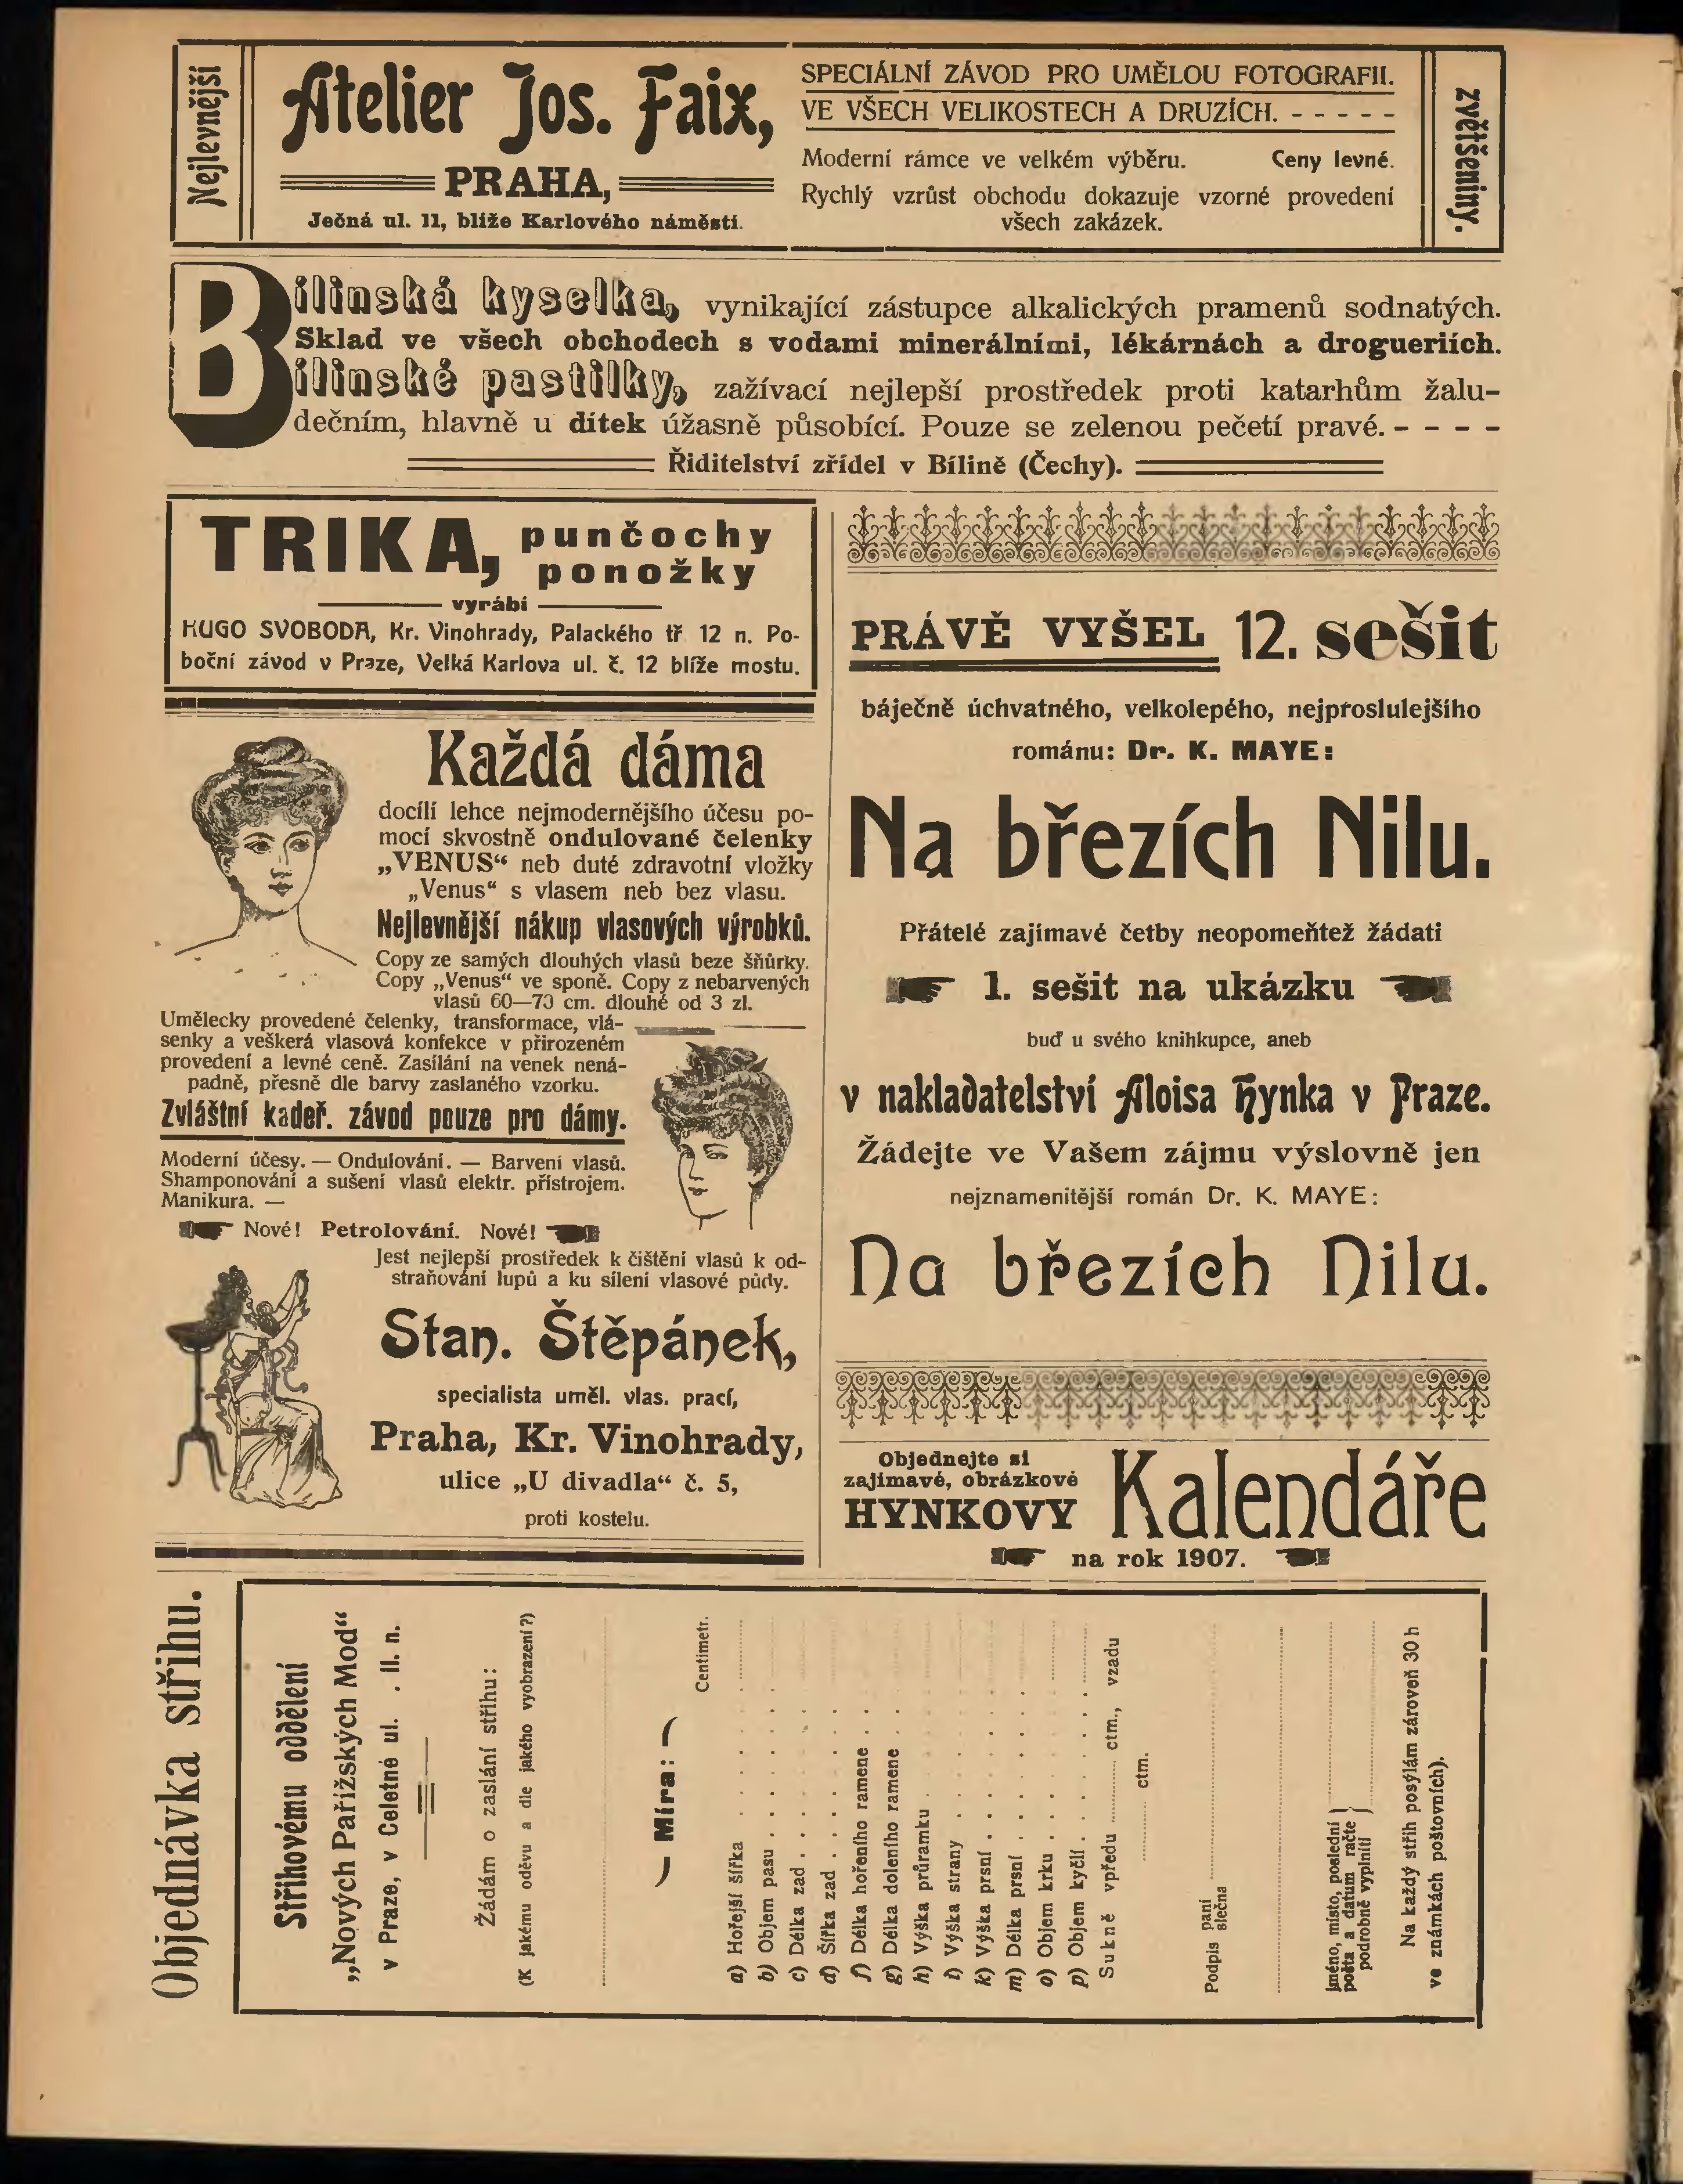 Nejlevnější
Atelier Jos. Faix,
PRAHA,
Ječná ul. 11, blíže Karlového náměstí.
SPECIÁLNÍ ZÁVOD PRO UMĚLOU FOTOGRAFII.
VE VŠECH VELIKOSTECH A DRUZÍCH. - - - - -
Moderní rámce ve velkém výběru. Ceny levné.
Rychlý vzrůst obchodu dokazuje vzorné provedení
všech zakázek.
zvětšeniny.
Bílinská kyselka, vynikající zástupce alkalických pramenů sodnatých.
Sklad ve všech obchodech s vodami minerálními, lékárnách a drogueriích.
Bílinské pastilky, zažívací nejlepší prostředek proti katarhům žalu-
dečním, hlavně u dítek úžasně působící. Pouze se zelenou pečetí pravé. - - - -
Řiditelství zřídel v Bílině (Čechy).
TRIKA, punčochy
ponožky
vyrábí
HUGO SVOBODA, Kr. Vinohrady, Palackého tř 12 n. Po-
boční závod v Praze, Velká Karlova ul. č. 12 blíže mostu.
Každá dáma
docílí lehce nejmodernějšího účesu po-
mocí skvostně ondulované čelenky
„VENUS“ neb duté zdravotní vložky
„Venus“ s vlasem neb bez vlasu.
Nejlevnější nákup vlasových výrobků.
Copy ze samých dlouhých vlasů beze šňůrky.
Copy „Venus“ ve sponě. Copy z nebarvených
vlasů 60—70 cm. dlouhé od 3 zl.
Umělecky provedené čelenky, transformace, vlá-
senky a veškerá vlasová konfekce v přirozeném
provedení a levné ceně. Zasílání na venek nená-
padně, přesně dle barvy zaslaného vzorku.
Zvláštní kadeř. závod pouze pro dámy.
Moderní účesy. — Ondulování. — Barvení vlasů.
Shamponování a sušení vlasů elektr. přístrojem.
Manikura. —
Nové! Petrolování. Nové!
Jest nejlepší prostředek k čištění vlasů k od-
straňování lupů a ku sílení vlasové půdy.
Stan. Štěpánek,
specialista uměl. vlas. prací,
Praha, Kr. Vinohrady,
ulice „U divadla“ č. 5,
proti kostelu.
PRÁVĚ VYŠEL 12. sešit
báječně úchvatného, velkolepého, nejproslulejšího
románu: Dr. K. MAYE:
Na březích Nilu.
Přátelé zajímavé četby neopomeňtež žádati
1. sešit na ukázku
buď u svého knihkupce, aneb
v nakladatelství Aloisa Hynka v Praze.
Žádejte ve Vašem zájmu výslovně jen
nejznamenitější román Dr. K. MAYE:
Na březích Nilu.
Objednejte si
zajímavé, obrázkové
HYNKOVY Kalendáře
na rok 1907.
Objednávka střihu.
Střihovému oddělení
„Nových Pařížských Mod“
v Praze, v Celetné ul. . II. n.
Žádám o zaslání střihu:
(K jakému oděvu a dle jakého vyobrazení?)
Míra:
Centimetr.
a) Hořejší šířka
b) Objem pasu
c) Délka zad
d) Šířka zad
f) Délka hořeního ramene
g) Délka doleního ramene
h) Výška průramku
i) Výška strany
k) Výška prsní
m) Délka prsní
o) Objem krku
p) Objem kyčlí
Sukně vpředu ctm., vzadu
ctm.
Podpis paní
slečna
Jméno, místo, poslední
pošta a datum račte
podrobně vyplniti
Na každý střih posýlám zároveň 30 h
ve známkách poštovních).